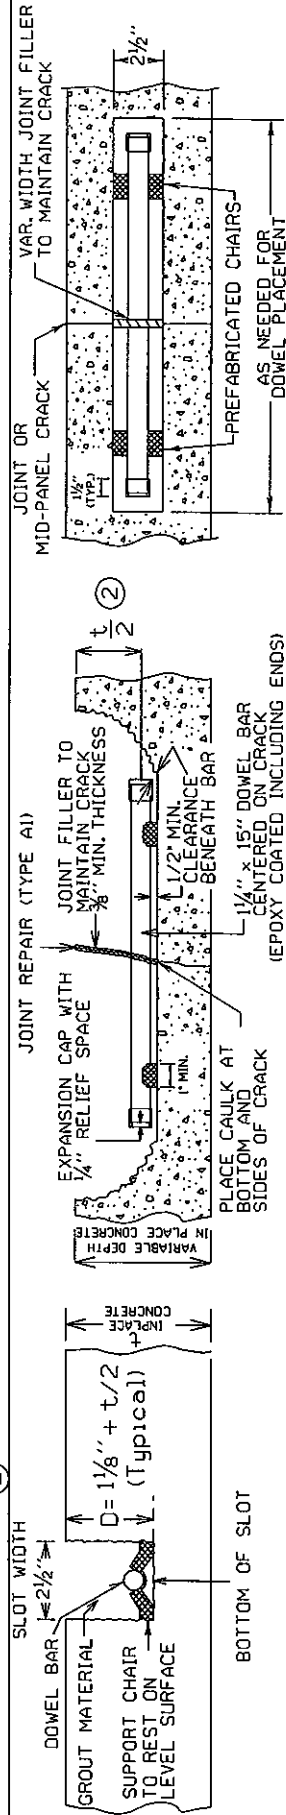 SLOT WIDTH
2½"
DOWEL BAR
GROUT MATERIAL
SUPPORT CHAIR
TO REST ON
LEVEL SURFACE
D= 1⅛" + t/2
(Typical)
t
INPLACE
CONCRETE
BOTTOM OF SLOT
JOINT REPAIR (TYPE A1)
VARIABLE DEPTH
IN PLACE CONCRETE
EXPANSION CAP WITH
¼" RELIEF SPACE
JOINT FILLER TO
MAINTAIN CRACK
⅜" MIN. THICKNESS
t
2
2
1" MIN.
1/2" MIN.
CLEARANCE
BENEATH BAR
PLACE CAULK AT
BOTTOM AND
SIDES OF CRACK
1¼" x 15" DOWEL BAR
CENTERED ON CRACK
(EPOXY COATED INCLUDING ENDS)
JOINT OR
MID-PANEL CRACK
VAR. WIDTH JOINT FILLER
TO MAINTAIN CRACK
1½"
(TYP.)
2½"
PREFABRICATED CHAIRS
AS NEEDED FOR
DOWEL PLACEMENT